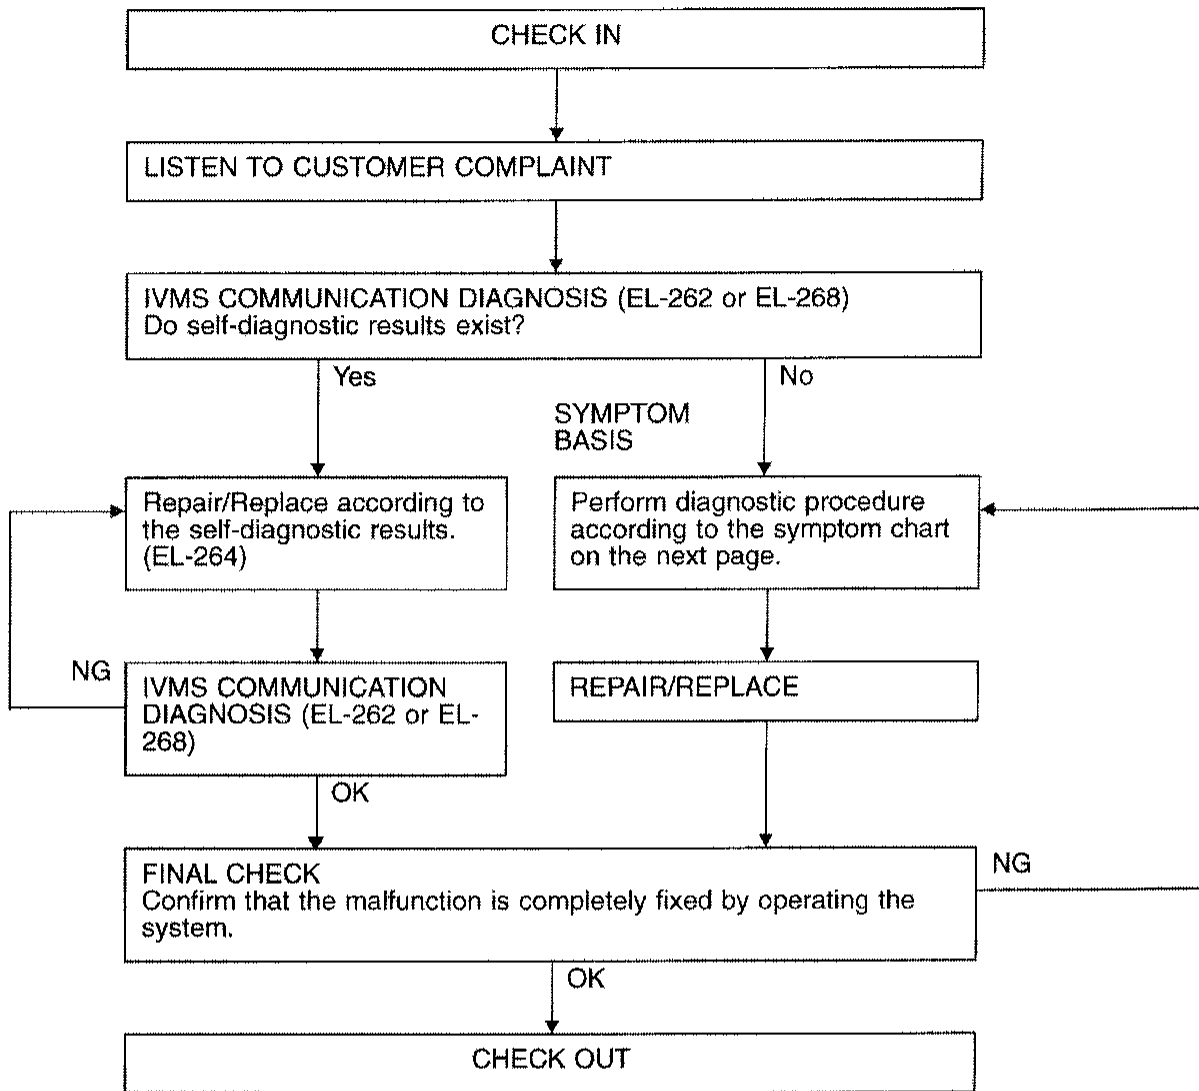 CHECK IN
LISTEN TO CUSTOMER COMPLAINT
IVMS COMMUNICATION DIAGNOSIS (EL-262 or EL-268)
Do self-diagnostic results exist?
Yes
No
SYMPTOM
BASIS
Repair/Replace according to
the self-diagnostic results.
(EL-264)
Perform diagnostic procedure
according to the symptom chart
on the next page.
NG
IVMS COMMUNICATION
DIAGNOSIS (EL-262 or EL-
268)
REPAIR/REPLACE
OK
FINAL CHECK
Confirm that the malfunction is completely fixed by operating the
system.
NG
OK
CHECK OUT